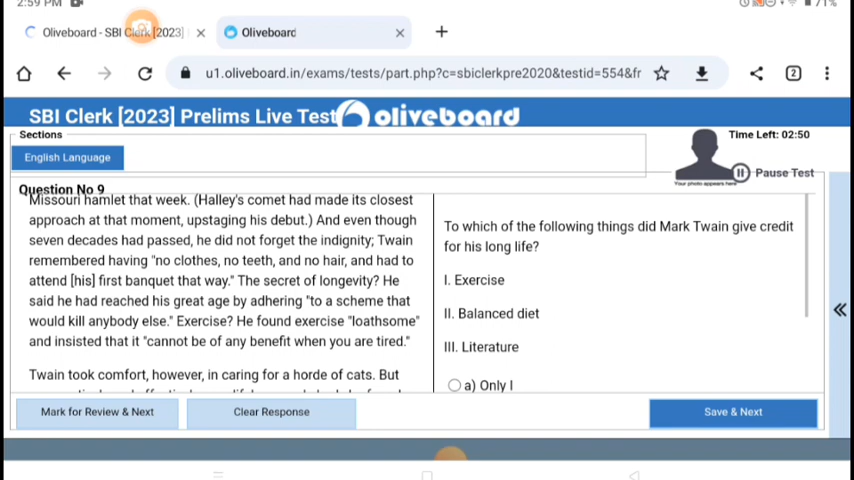 2:59 PM
71%
Oliveboard - SBI Clerk [2023]
Oliveboard
u1.oliveboard.in/exams/tests/part.php?c=sbiclerkpre2020&testid=554&fr
2
SBI Clerk [2023] Prelims Live Test
oliveboard
Sections
English Language
Time Left: 02:50
Pause Test
Your photo appears here
Question No 9
Missouri hamlet that week. (Halley's comet had made its closest
approach at that moment, upstaging his debut.) And even though
seven decades had passed, he did not forget the indignity; Twain
remembered having "no clothes, no teeth, and no hair, and had to
attend [his] first banquet that way." The secret of longevity? He
said he had reached his great age by adhering "to a scheme that
would kill anybody else." Exercise? He found exercise "loathsome"
and insisted that it "cannot be of any benefit when you are tired."
Twain took comfort, however, in caring for a horde of cats. But
To which of the following things did Mark Twain give credit
for his long life?
I. Exercise
II. Balanced diet
III. Literature
a) Only I
Mark for Review & Next
Clear Response
Save & Next